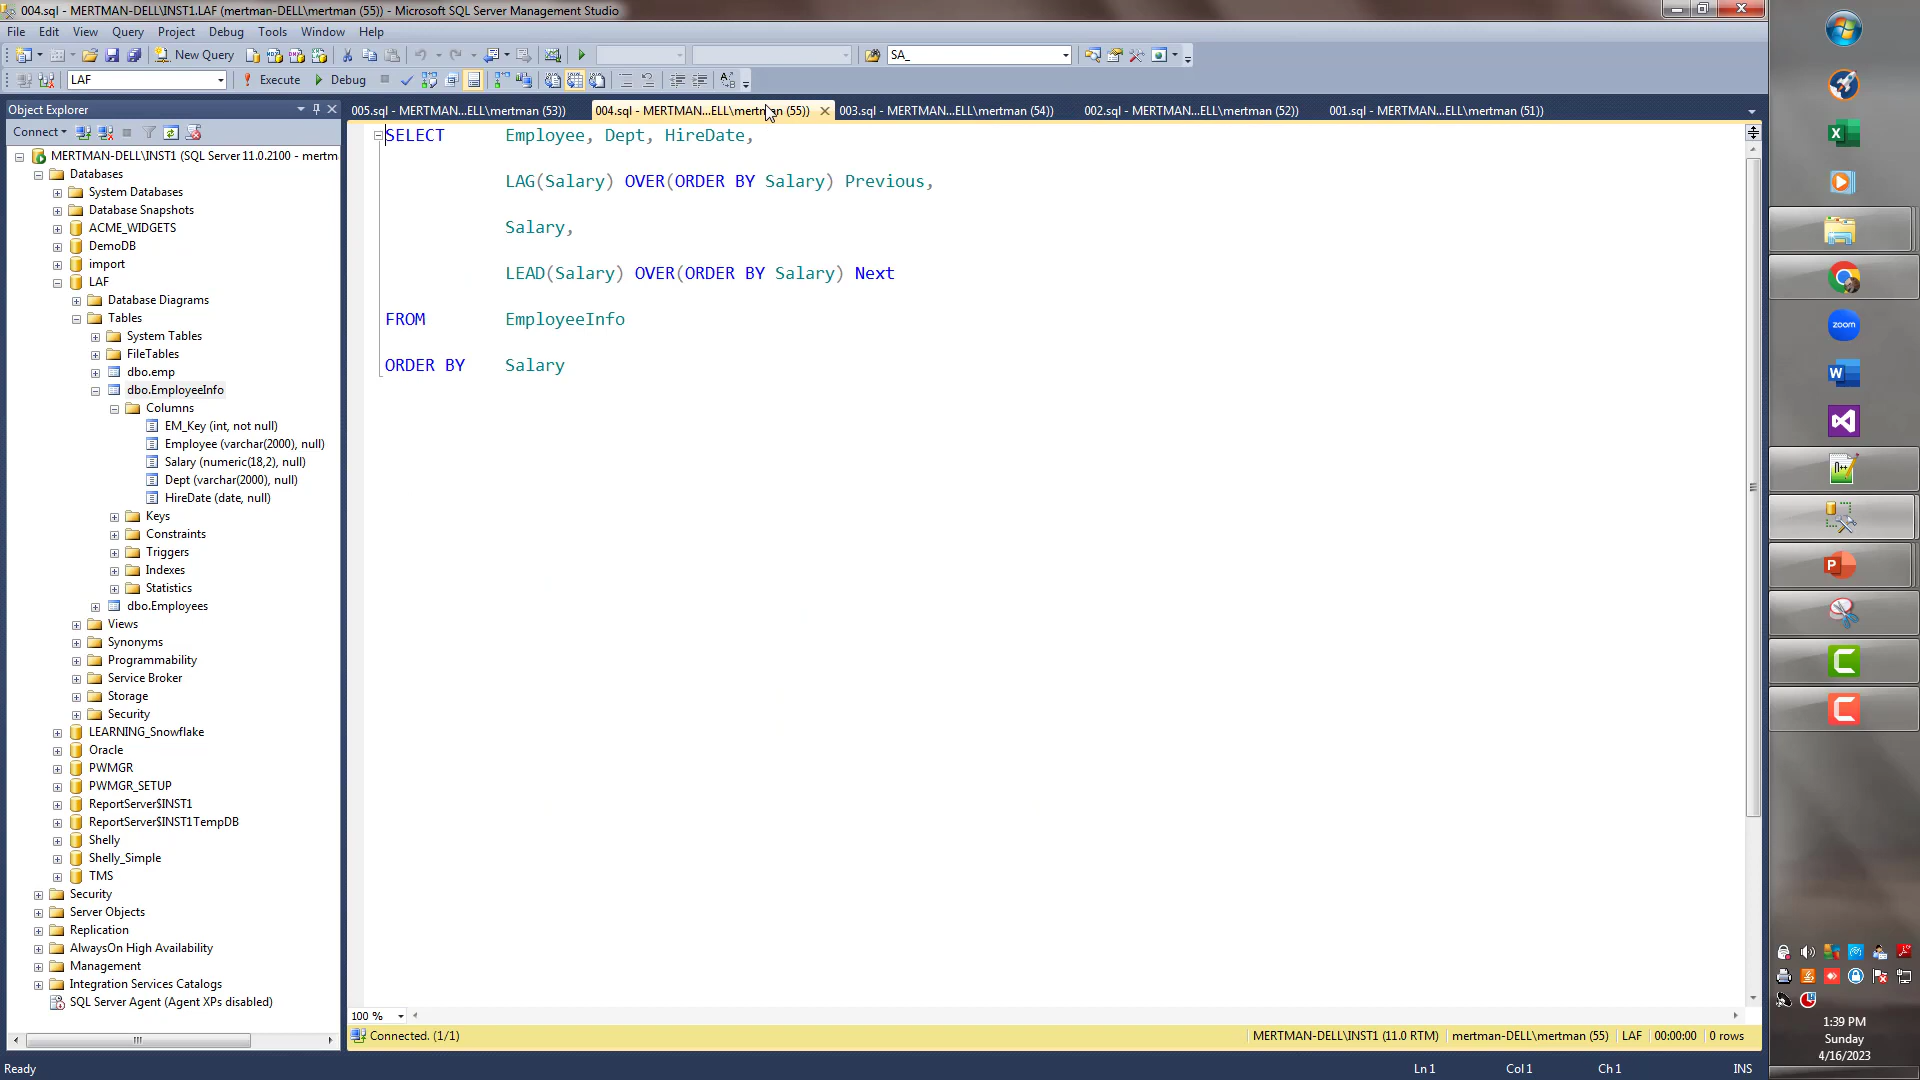 004.sql - MERTMAN-DELL\INST1.LAF (mertman-DELL\mertman (55)) - Microsoft SQL Server Management Studio
File Edit View Query Project Debug Tools Window Help
New Query SA_
LAF Execute Debug
Object Explorer
005.sql - MERTMAN...ELL\mertman (53)) 004.sql - MERTMAN...ELL\mertman (55)) 003.sql - MERTMAN...ELL\mertman (54)) 002.sql - MERTMAN...ELL\mertman (52)) 001.sql - MERTMAN...ELL\mertman (51))
Connect
MERTMAN-DELL\INST1 (SQL Server 11.0.2100 - mertm
Databases
System Databases
Database Snapshots
ACME_WIDGETS
DemoDB
import
LAF
Database Diagrams
Tables
System Tables
FileTables
dbo.emp
dbo.EmployeeInfo
Columns
EM_Key (int, not null)
Employee (varchar(2000), null)
Salary (numeric(18,2), null)
Dept (varchar(2000), null)
HireDate (date, null)
Keys
Constraints
Triggers
Indexes
Statistics
dbo.Employees
Views
Synonyms
Programmability
Service Broker
Storage
Security
LEARNING_Snowflake
Oracle
PWMGR
PWMGR_SETUP
ReportServer$INST1
ReportServer$INST1TempDB
Shelly
Shelly_Simple
TMS
Security
Server Objects
Replication
AlwaysOn High Availability
Management
Integration Services Catalogs
SQL Server Agent (Agent XPs disabled)
SELECT Employee, Dept, HireDate,
LAG(Salary) OVER(ORDER BY Salary) Previous,
Salary,
LEAD(Salary) OVER(ORDER BY Salary) Next
FROM EmployeeInfo
ORDER BY Salary
100 %
Connected. (1/1) MERTMAN-DELL\INST1 (11.0 RTM) mertman-DELL\mertman (55) LAF 00:00:00 0 rows
Ready Ln 1 Col 1 Ch 1 INS
zoom
1:39 PM
Sunday
4/16/2023